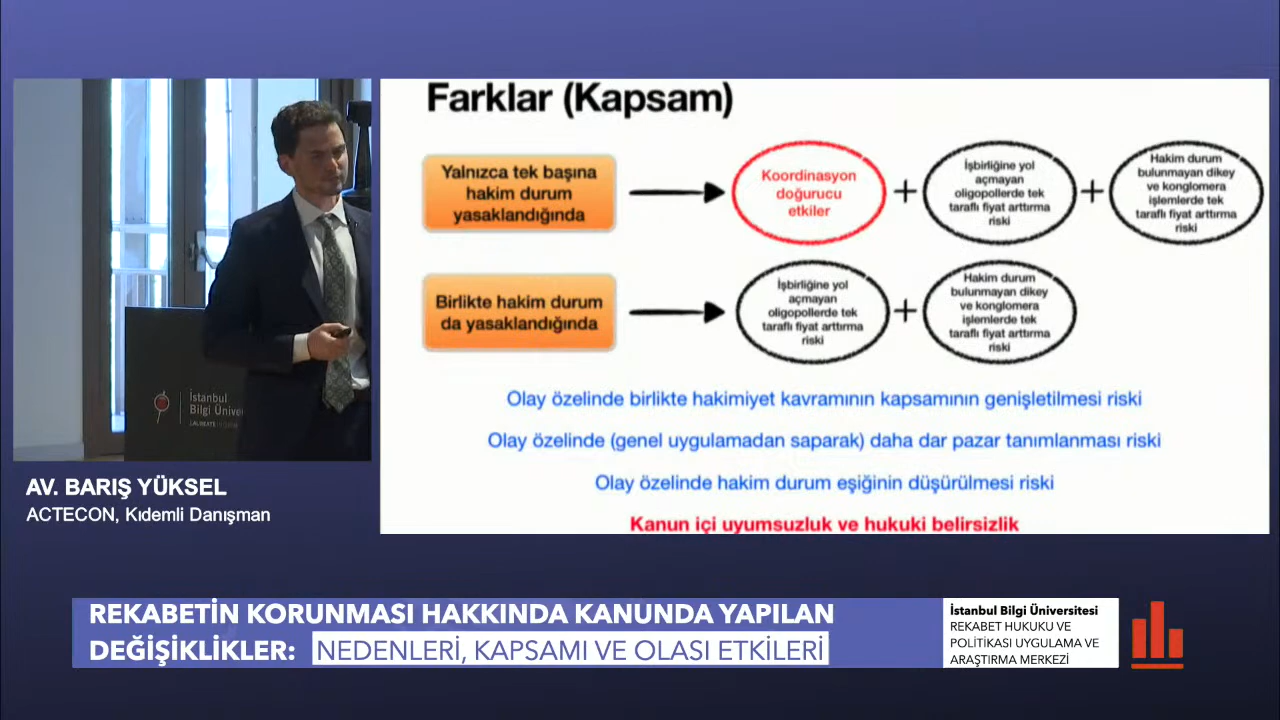 Farklar (Kapsam)
Yalnızca tek başına
hakim durum
yasaklandığında
Koordinasyon
doğurucu
etkiler
+
İşbirliğine yol
açmayan
oligopollerde tek
taraflı fiyat arttırma
riski
+
Hakim durum
bulunmayan dikey
ve konglomera
işlemlerde tek
taraflı fiyat arttırma
riski
Birlikte hakim durum
da yasaklandığında
İşbirliğine yol
açmayan
oligopollerde tek
taraflı fiyat arttırma
riski
+
Hakim durum
bulunmayan dikey
ve konglomera
işlemlerde tek
taraflı fiyat arttırma
riski
Olay özelinde birlikte hakimiyet kavramının kapsamının genişletilmesi riski
Olay özelinde (genel uygulamadan saparak) daha dar pazar tanımlanması riski
Olay özelinde hakim durum eşiğinin düşürülmesi riski
Kanun içi uyumsuzluk ve hukuki belirsizlik
İstanbul
Bilgi Üniver
AV. BARIŞ YÜKSEL
ACTECON, Kıdemli Danışman
REKABETİN KORUNMASI HAKKINDA KANUNDA YAPILAN
DEĞİŞİKLİKLER: NEDENLERİ, KAPSAMI VE OLASI ETKİLERİ
İstanbul Bilgi Üniversitesi
REKABET HUKUKU VE
POLİTİKASI UYGULAMA VE
ARAŞTIRMA MERKEZİ